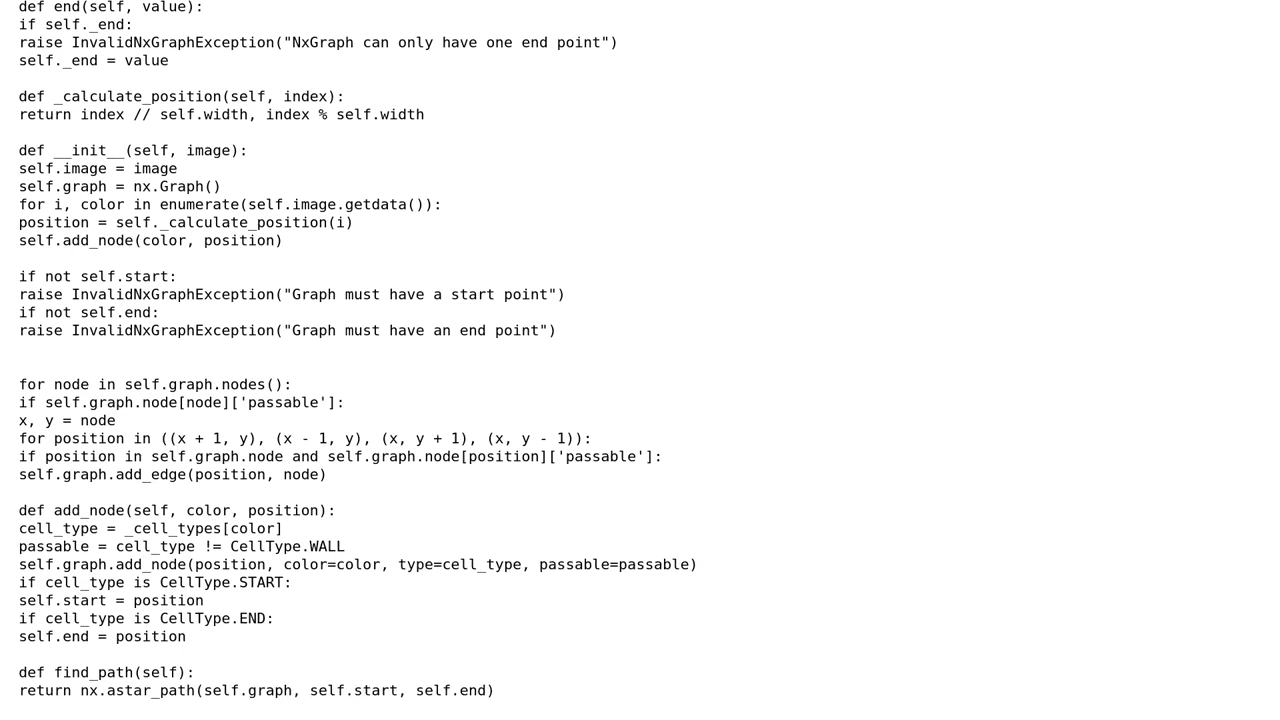 def end(self, value):
if self._end:
raise InvalidNxGraphException("NxGraph can only have one end point")
self._end = value
def _calculate_position(self, index):
return index // self.width, index % self.width
def __init__(self, image):
self.image = image
self.graph = nx.Graph()
for i, color in enumerate(self.image.getdata()):
position = self._calculate_position(i)
self.add_node(color, position)
if not self.start:
raise InvalidNxGraphException("Graph must have a start point")
if not self.end:
raise InvalidNxGraphException("Graph must have an end point")
for node in self.graph.nodes():
if self.graph.node[node]['passable']:
x, y = node
for position in ((x + 1, y), (x - 1, y), (x, y + 1), (x, y - 1)):
if position in self.graph.node and self.graph.node[position]['passable']:
self.graph.add_edge(position, node)
def add_node(self, color, position):
cell_type = _cell_types[color]
passable = cell_type != CellType.WALL
self.graph.add_node(position, color=color, type=cell_type, passable=passable)
if cell_type is CellType.START:
self.start = position
if cell_type is CellType.END:
self.end = position
def find_path(self):
return nx.astar_path(self.graph, self.start, self.end)